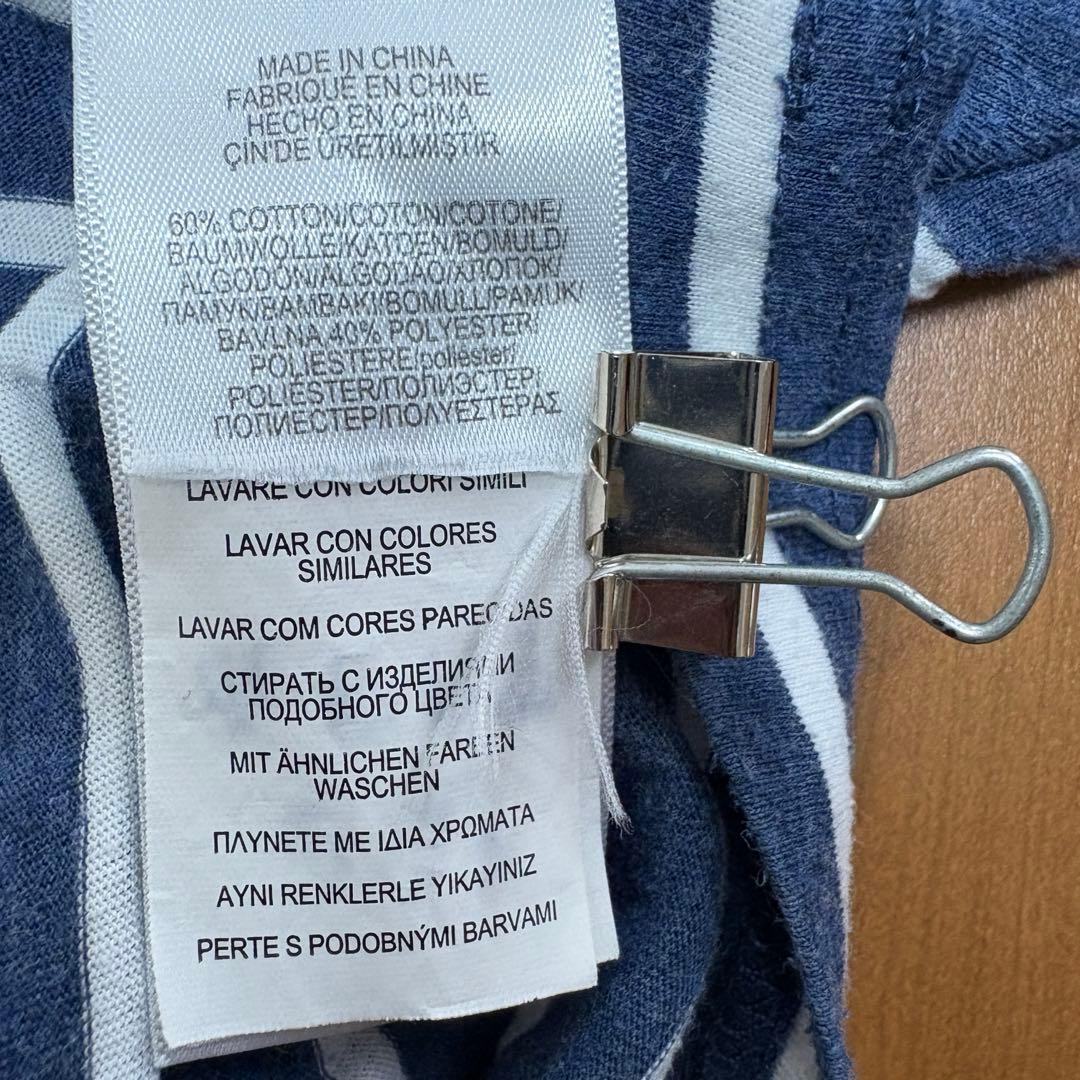 MADE IN CHINA
FABRIQUE EN CHINE
HECHO EN CHINA
ÇİN'DE ÜRETİLMİŞTİR
60% COTTON/COTON/COTONE/
BAUMWOLLE/KATOEN/BOMULD/
ALGODÓN/ALGODÃO/ХЛОПОК/
ПАМУК/BAMBAKI/BOMULL/PAMUK/
BAVLNA 40% POLYESTER/
POLIESTERE/poliester/
POLIÉSTER/ПОЛИЭСТЕР/
ПОЛИЕСТЕР/ΠΟΛΥΕΣΤΕΡΑΣ
LAVARE CON COLORI SIMILI
LAVAR CON COLORES
SIMILARES
LAVAR COM CORES PARECIDAS
СТИРАТЬ С ИЗДЕЛИЯМИ
ПОДОБНОГО ЦВЕТА
MIT ÄHNLICHEN FARBEN
WASCHEN
ΠΛΥΝΕΤΕ ΜΕ ΙΔΙΑ ΧΡΩΜΑΤΑ
AYNI RENKLERLE YIKAYINIZ
PERTE S PODOBNÝMI BARVAMI